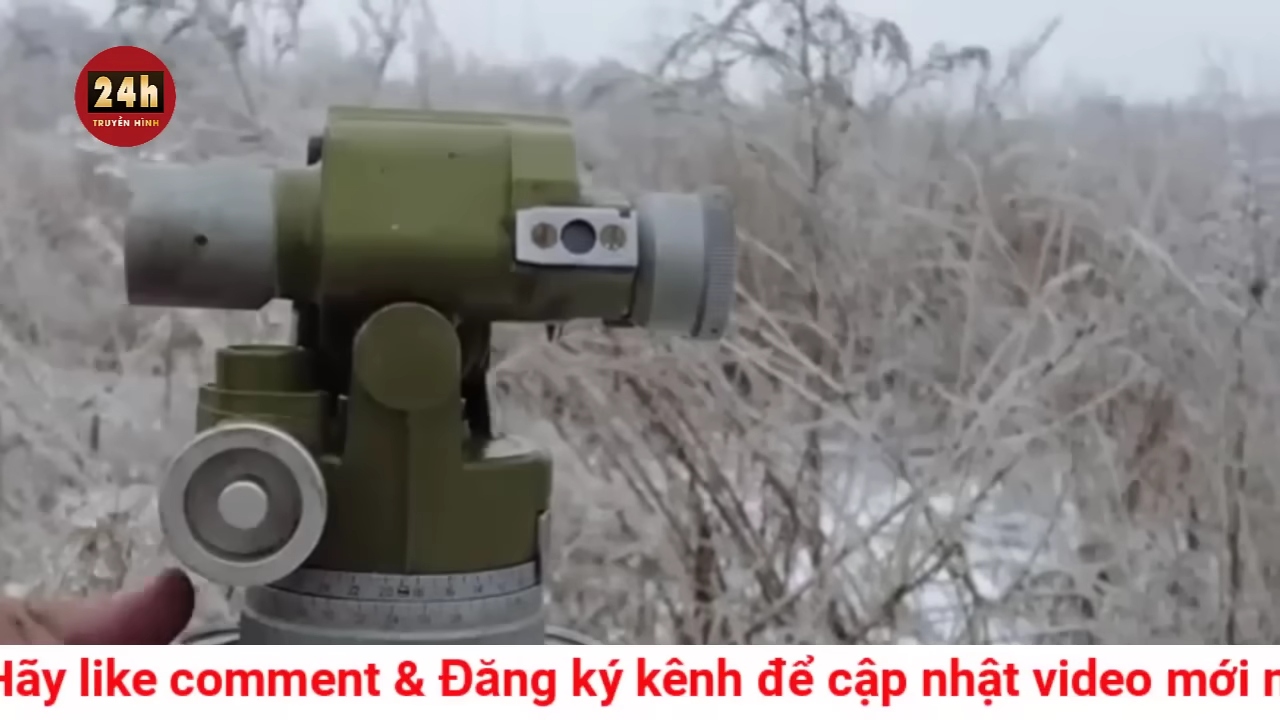 24h
TRUYỀN HÌNH
Hãy like comment & Đăng ký kênh để cập nhật video mới